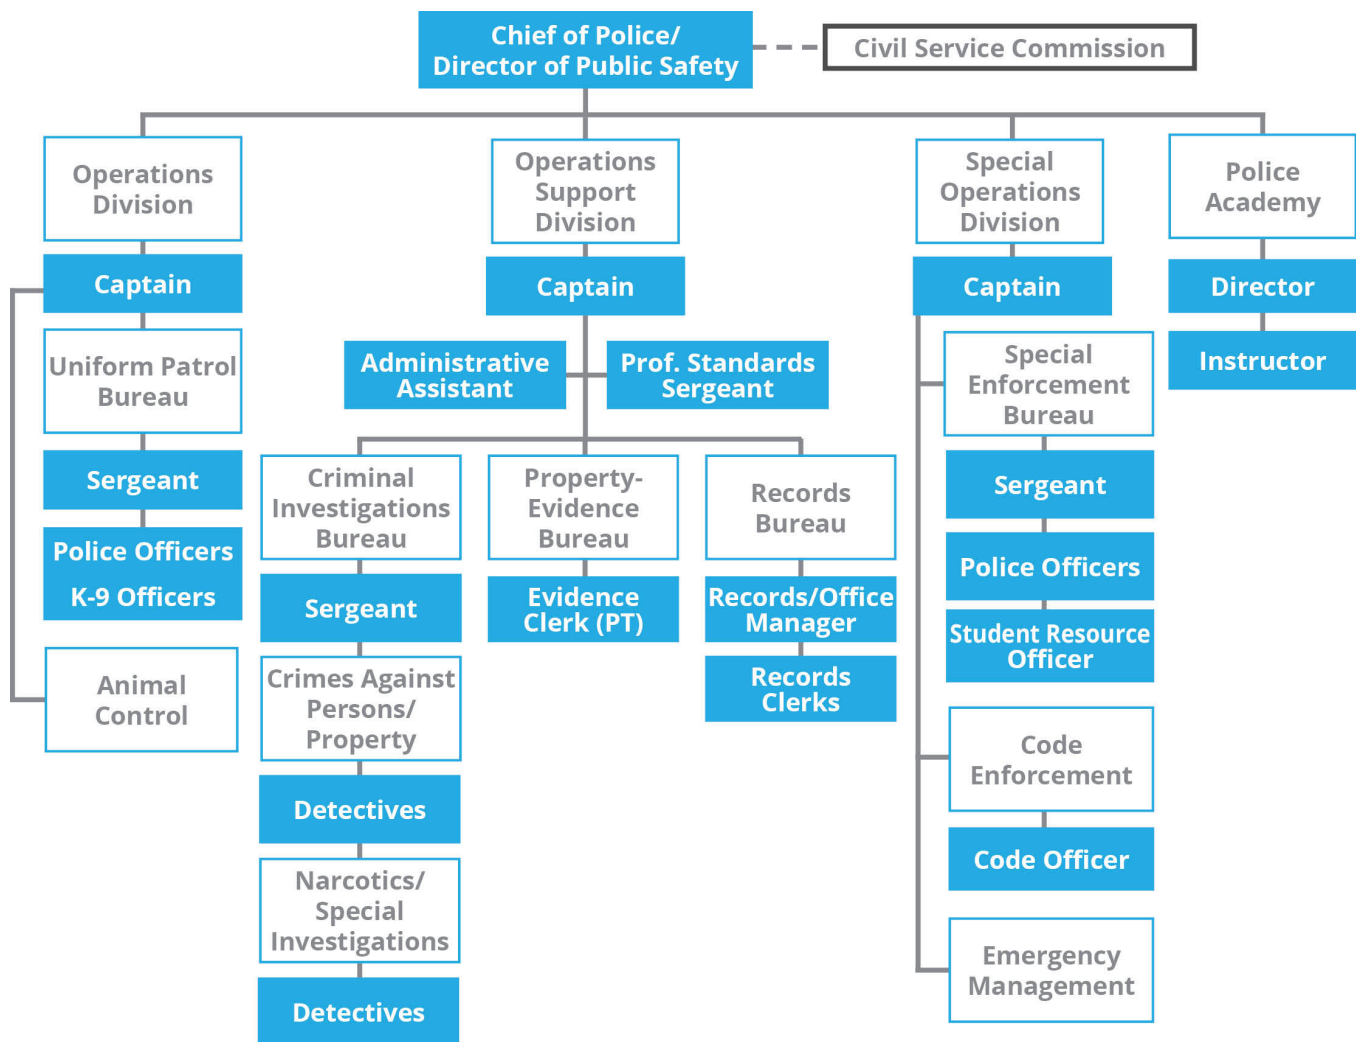 Chief of Police/
Director of Public Safety
Civil Service Commission
Operations
Division
Captain
Uniform Patrol
Bureau
Sergeant
Police Officers
K-9 Officers
Animal
Control
Operations
Support
Division
Captain
Administrative
Assistant
Prof. Standards
Sergeant
Criminal
Investigations
Bureau
Sergeant
Crimes Against
Persons/
Property
Detectives
Narcotics/
Special
Investigations
Detectives
Property-
Evidence
Bureau
Evidence
Clerk (PT)
Records
Bureau
Records/Office
Manager
Records
Clerks
Special
Operations
Division
Captain
Special
Enforcement
Bureau
Sergeant
Police Officers
Student Resource
Officer
Code
Enforcement
Code Officer
Emergency
Management
Police
Academy
Director
Instructor